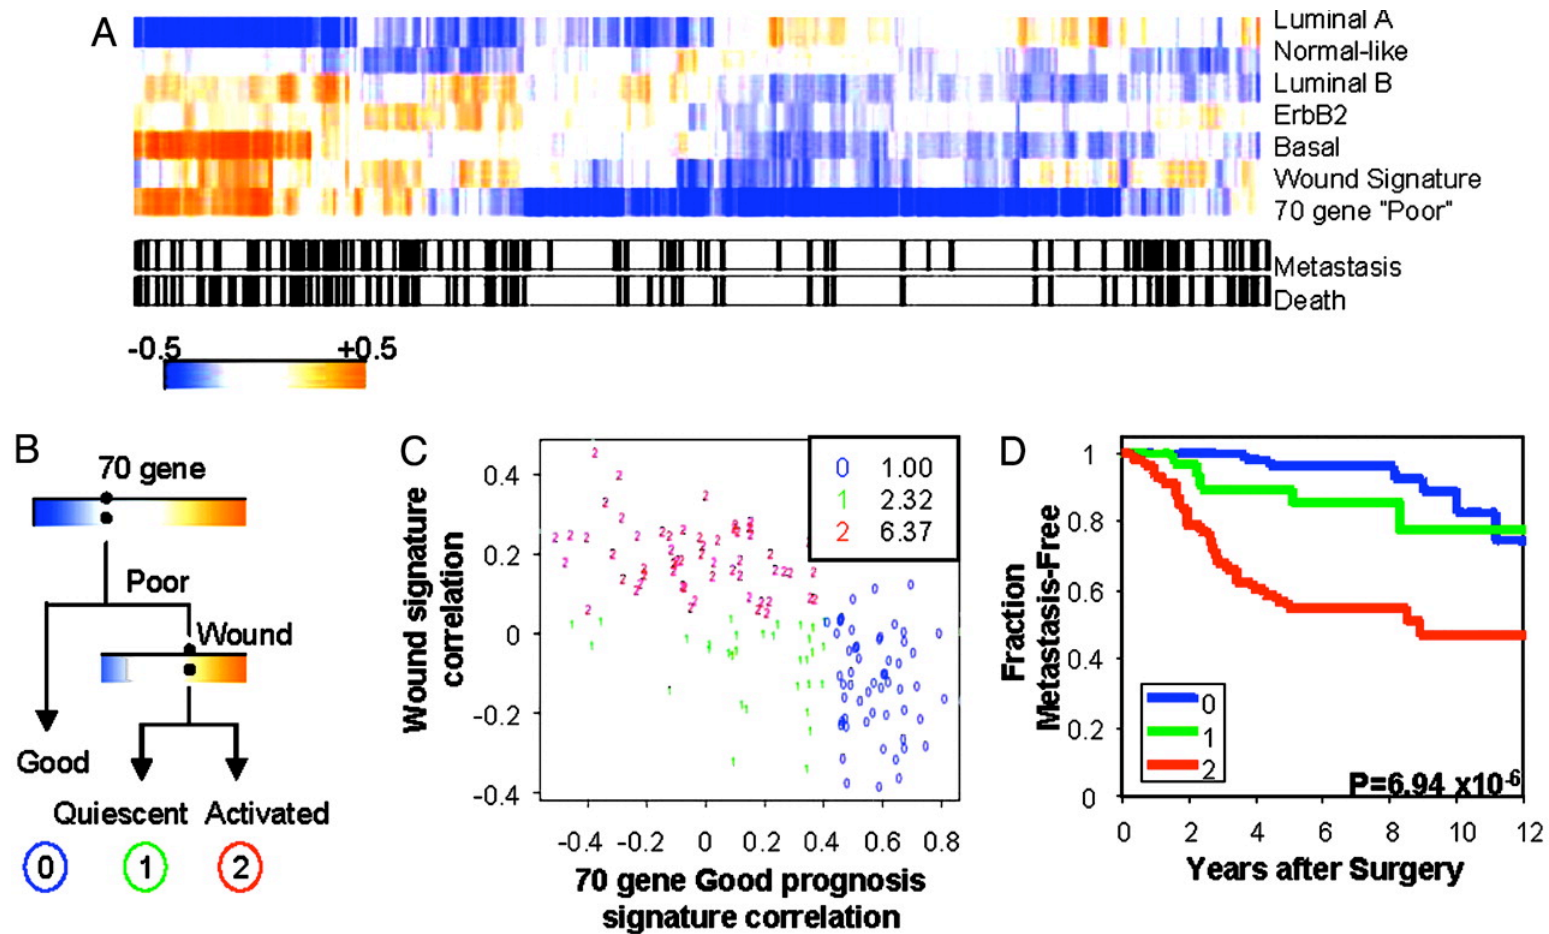 A
Luminal A
Normal-like
Luminal B
ErbB2
Basal
Wound Signature
70 gene "Poor"
Metastasis
Death
-0.5 +0.5
B
70 gene
Poor
Wound
Good
Quiescent Activated
0 1 2
C
0 1.00
1 2.32
2 6.37
Wound signature
correlation
0.4
0.2
0
-0.2
-0.4
-0.4 -0.2 0 0.2 0.4 0.6 0.8
70 gene Good prognosis
signature correlation
D
Fraction
Metastasis-Free
1
0.8
0.6
0.4
0.2
0
0
1
2
P=6.94 x10-6
0 2 4 6 8 10 12
Years after Surgery